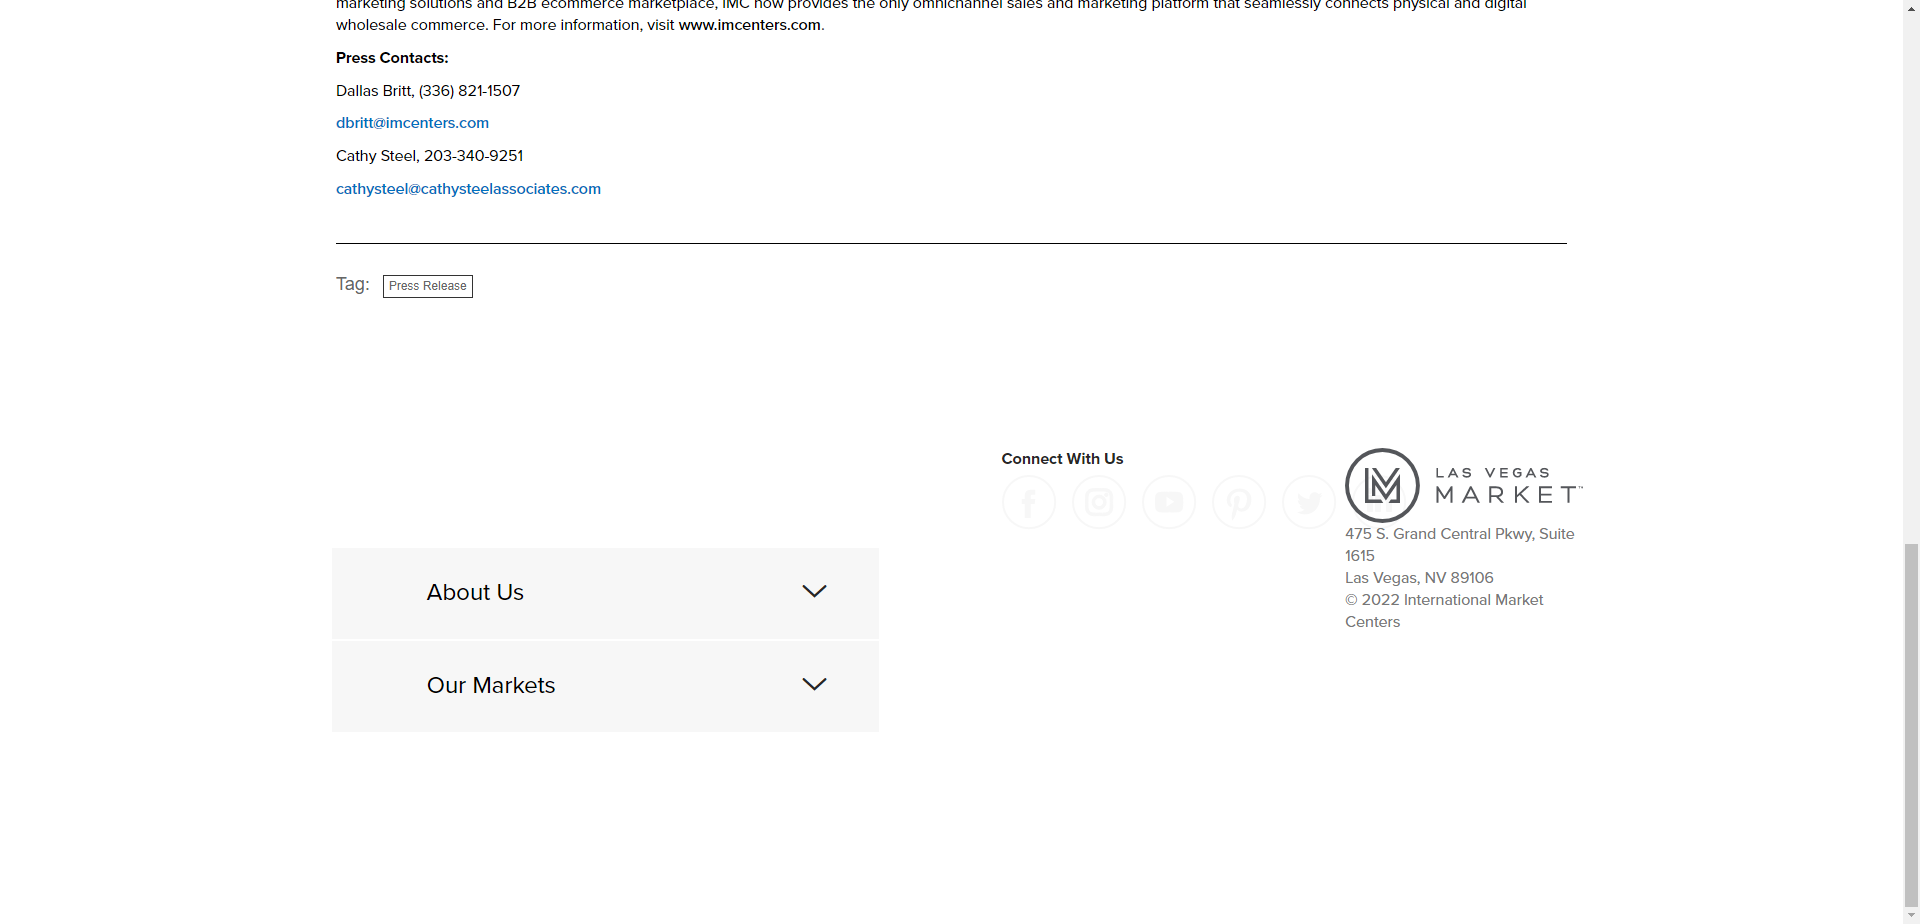 marketing solutions and B2B ecommerce marketplace, IMC now provides the only omnichannel sales and marketing platform that seamlessly connects physical and digital
wholesale commerce. For more information, visit www.imcenters.com.
Press Contacts:
Dallas Britt, (336) 821-1507
dbritt@imcenters.com
Cathy Steel, 203-340-9251
cathysteel@cathysteelassociates.com
Tag: Press Release
Connect With Us
LAS VEGAS
MARKET™
475 S. Grand Central Pkwy, Suite
1615
Las Vegas, NV 89106
© 2022 International Market
Centers
About Us
Our Markets